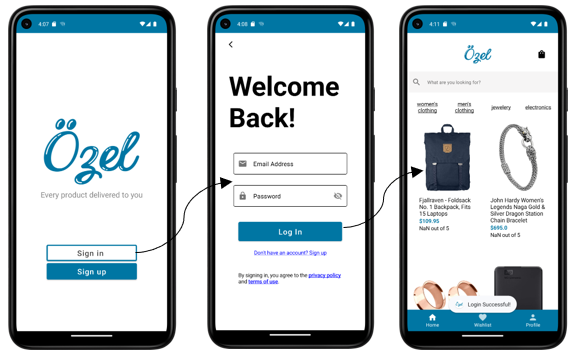 4:07
Özel
Every product delivered to you
Sign in
Sign up
4:08
Welcome
Back!
Email Address
Password
Log In
Don't have an account? Sign up
By signing in, you agree to the privacy policy
and terms of use.
4:11
Özel
What are you looking for?
women's
clothing
men's
clothing
jewelery
electronics
Fjallraven - Foldsack
No. 1 Backpack, Fits
15 Laptops
$109.95
NaN out of 5
John Hardy Women's
Legends Naga Gold &
Silver Dragon Station
Chain Bracelet
$695.0
NaN out of 5
Özel Login Successful!
Home
Wishlist
Profile